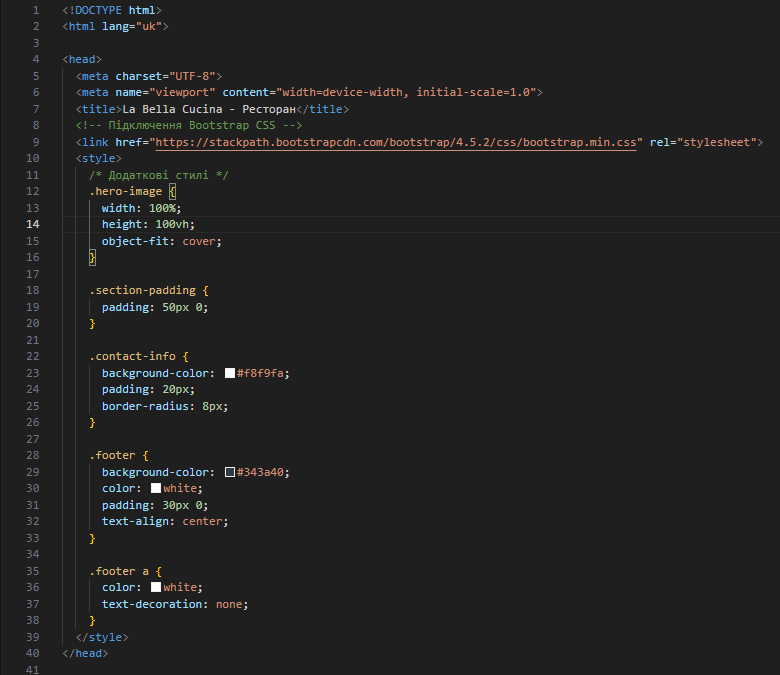 1 <!DOCTYPE html>
2 <html lang="uk">
3
4 <head>
5   <meta charset="UTF-8">
6   <meta name="viewport" content="width=device-width, initial-scale=1.0">
7   <title>La Bella Cucina - Ресторан</title>
8   <!-- Підключення Bootstrap CSS -->
9   <link href="https://stackpath.bootstrapcdn.com/bootstrap/4.5.2/css/bootstrap.min.css" rel="stylesheet">
10   <style>
11     /* Додаткові стилі */
12     .hero-image {
13       width: 100%;
14       height: 100vh;
15       object-fit: cover;
16     }
17
18     .section-padding {
19       padding: 50px 0;
20     }
21
22     .contact-info {
23       background-color: #f8f9fa;
24       padding: 20px;
25       border-radius: 8px;
26     }
27
28     .footer {
29       background-color: #343a40;
30       color: white;
31       padding: 30px 0;
32       text-align: center;
33     }
34
35     .footer a {
36       color: white;
37       text-decoration: none;
38     }
39   </style>
40 </head>
41